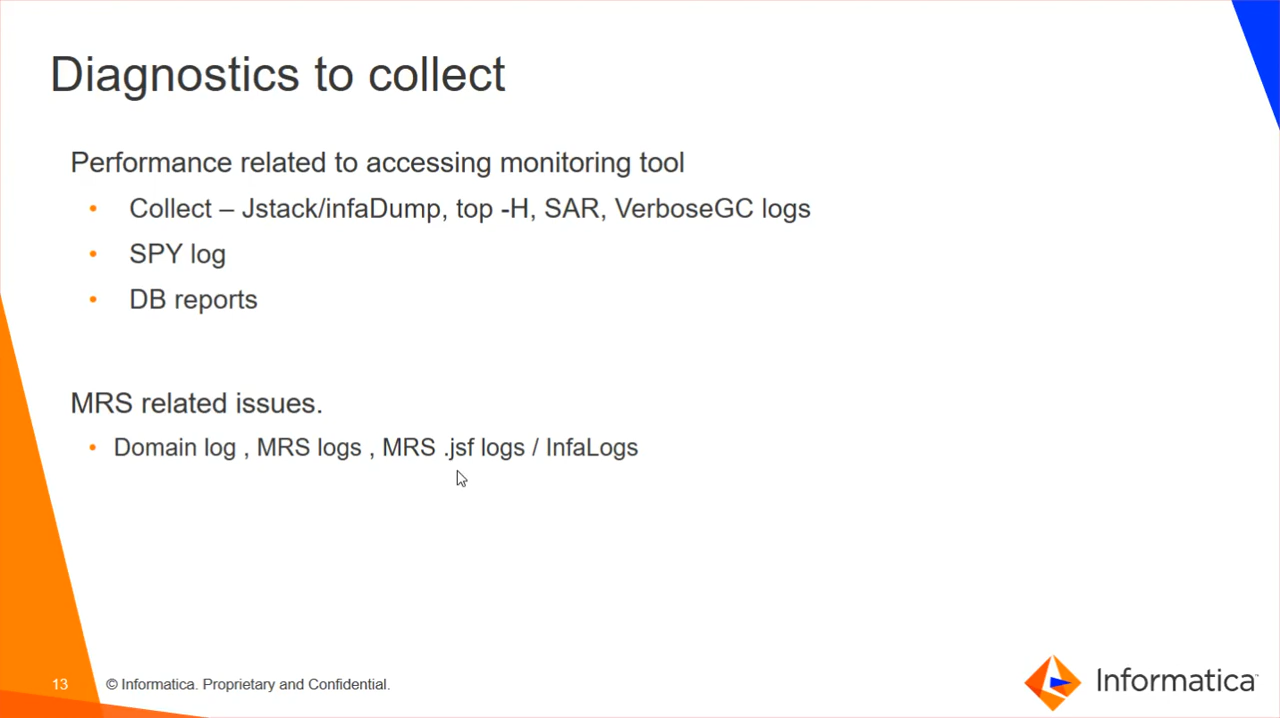 Diagnostics to collect
Performance related to accessing monitoring tool
• Collect – Jstack/infaDump, top -H, SAR, VerboseGC logs
• SPY log
• DB reports
MRS related issues.
• Domain log , MRS logs , MRS .jsf logs / InfaLogs
13 © Informatica. Proprietary and Confidential.
Informatica